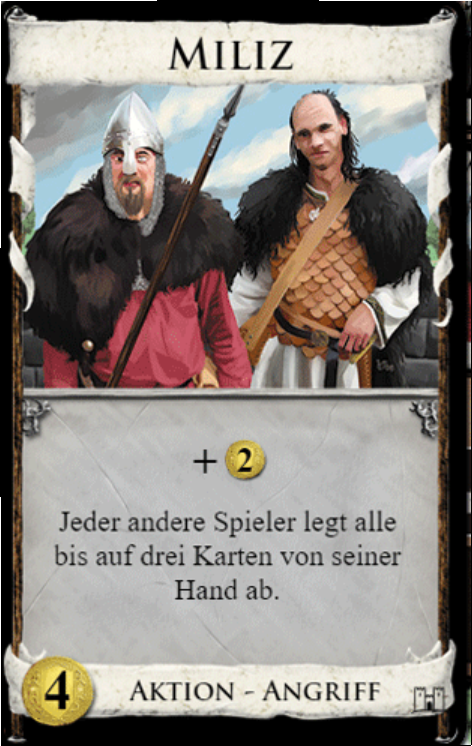 MILIZ
+ 2
Jeder andere Spieler legt alle
bis auf drei Karten von seiner
Hand ab.
4 AKTION - ANGRIFF